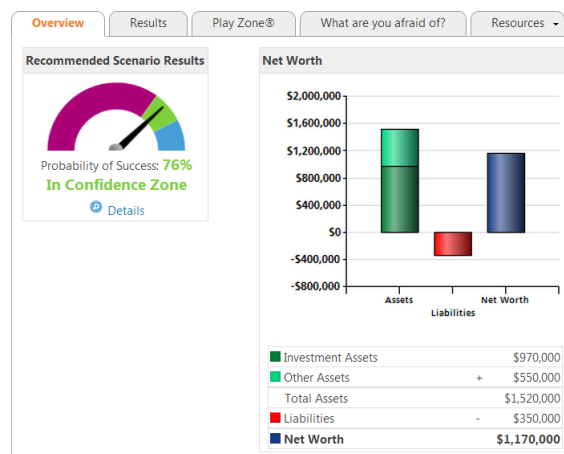 Overview
Results
Play Zone®
What are you afraid of?
Resources
Recommended Scenario Results
Probability of Success: 76%
In Confidence Zone
Details
Net Worth
$2,000,000
$1,600,000
$1,200,000
$800,000
$400,000
$0
-$400,000
-$800,000
Assets
Liabilities
Net Worth
Investment Assets $970,000
Other Assets + $550,000
Total Assets $1,520,000
Liabilities - $350,000
Net Worth $1,170,000